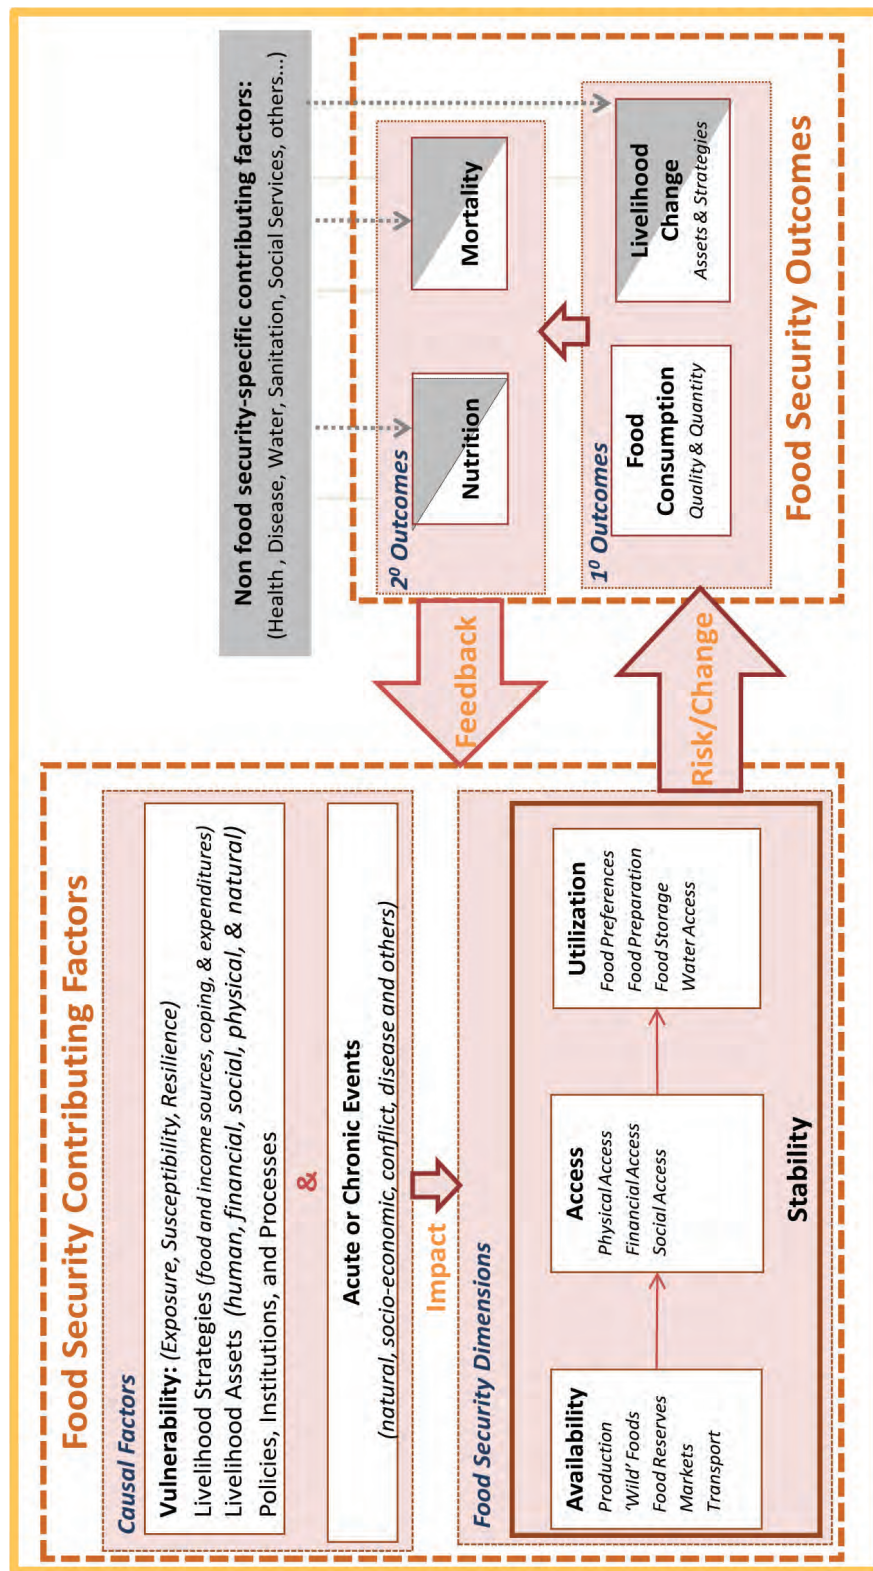 Food Security Contributing Factors
Causal Factors
Vulnerability: (Exposure, Susceptibility, Resilience)
Livelihood Strategies (food and income sources, coping, & expenditures)
Livelihood Assets (human, financial, social, physical, & natural)
Policies, Institutions, and Processes
&
Acute or Chronic Events
(natural, socio-economic, conflict, disease and others)
Impact
Food Security Dimensions
Availability
Production
'Wild' Foods
Food Reserves
Markets
Transport
Access
Physical Access
Financial Access
Social Access
Utilization
Food Preferences
Food Preparation
Food Storage
Water Access
Stability
Feedback
Risk/Change
Non food security-specific contributing factors:
(Health , Disease, Water, Sanitation, Social Services, others...)
2⁰ Outcomes
Nutrition
Mortality
1⁰ Outcomes
Food
Consumption
Quality & Quantity
Livelihood
Change
Assets & Strategies
Food Security Outcomes